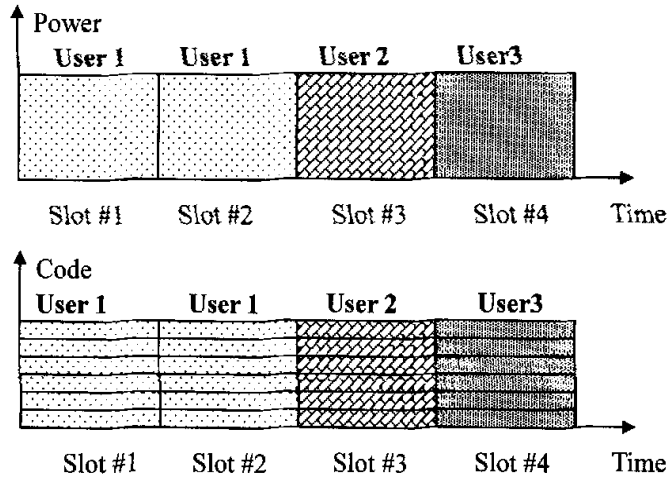 Power
User 1 User 1 User 2 User3
Slot #1 Slot #2 Slot #3 Slot #4 Time
Code
User 1 User 1 User 2 User3
Slot #1 Slot #2 Slot #3 Slot #4 Time